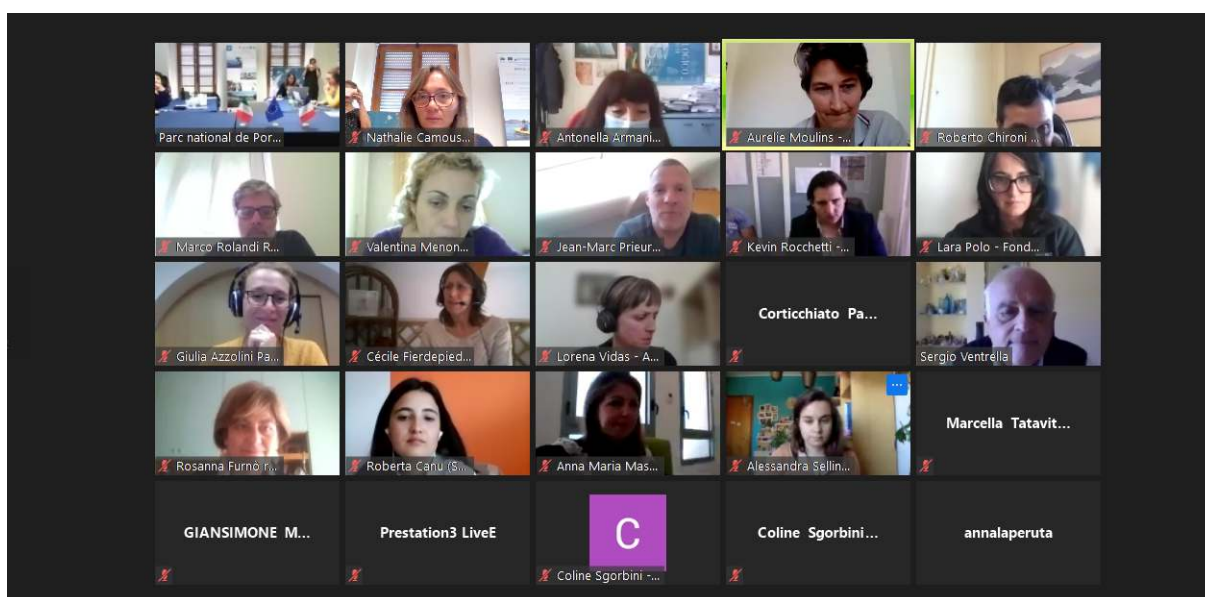 Parc national de Por...
Nathalie Camous...
Antonella Armani...
Aurelie Moulins -...
Roberto Chironi ...
Marco Rolandi R...
Valentina Menon...
Jean-Marc Prieur...
Kevin Rocchetti -...
Lara Polo - Fond...
Giulia Azzolini Pa...
Cécile Fierdepied...
Lorena Vidas - A...
Corticchiato Pa...
Sergio Ventrella
Rosanna Furnò r...
Roberta Canu (S...
Anna Maria Mas...
Alessandra Sellin...
Marcella Tatavit...
GIANSIMONE M...
Prestation3 LiveE
C
Coline Sgorbini -...
Coline Sgorbini...
annalaperuta